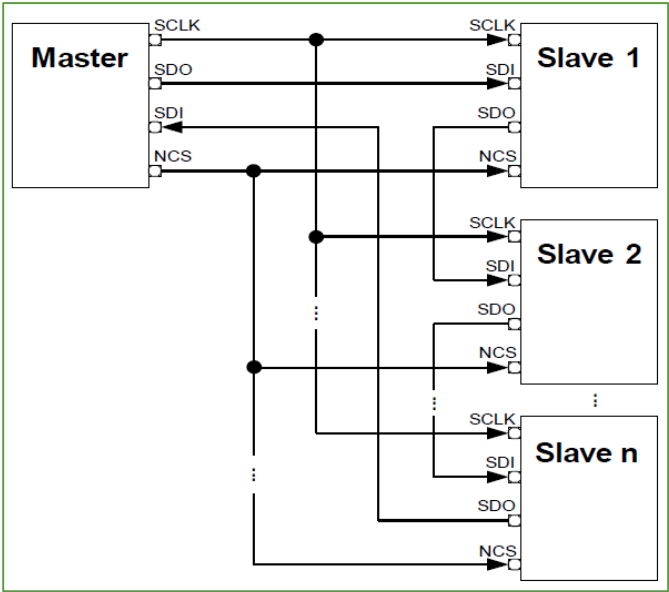 SCLK
Master
SDO
SDI
NCS
SCLK
Slave 1
SDI
SDO
NCS
SCLK
Slave 2
SDI
SDO
NCS
SCLK
Slave n
SDI
SDO
NCS